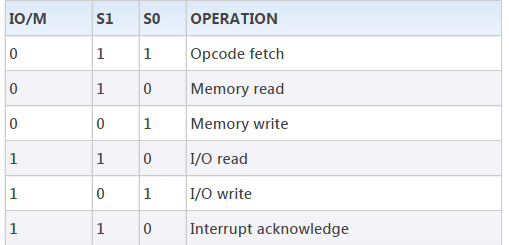 IO/M S1 S0 OPERATION
0 1 1 Opcode fetch
0 1 0 Memory read
0 0 1 Memory write
1 1 0 I/O read
1 0 1 I/O write
1 1 0 Interrupt acknowledge